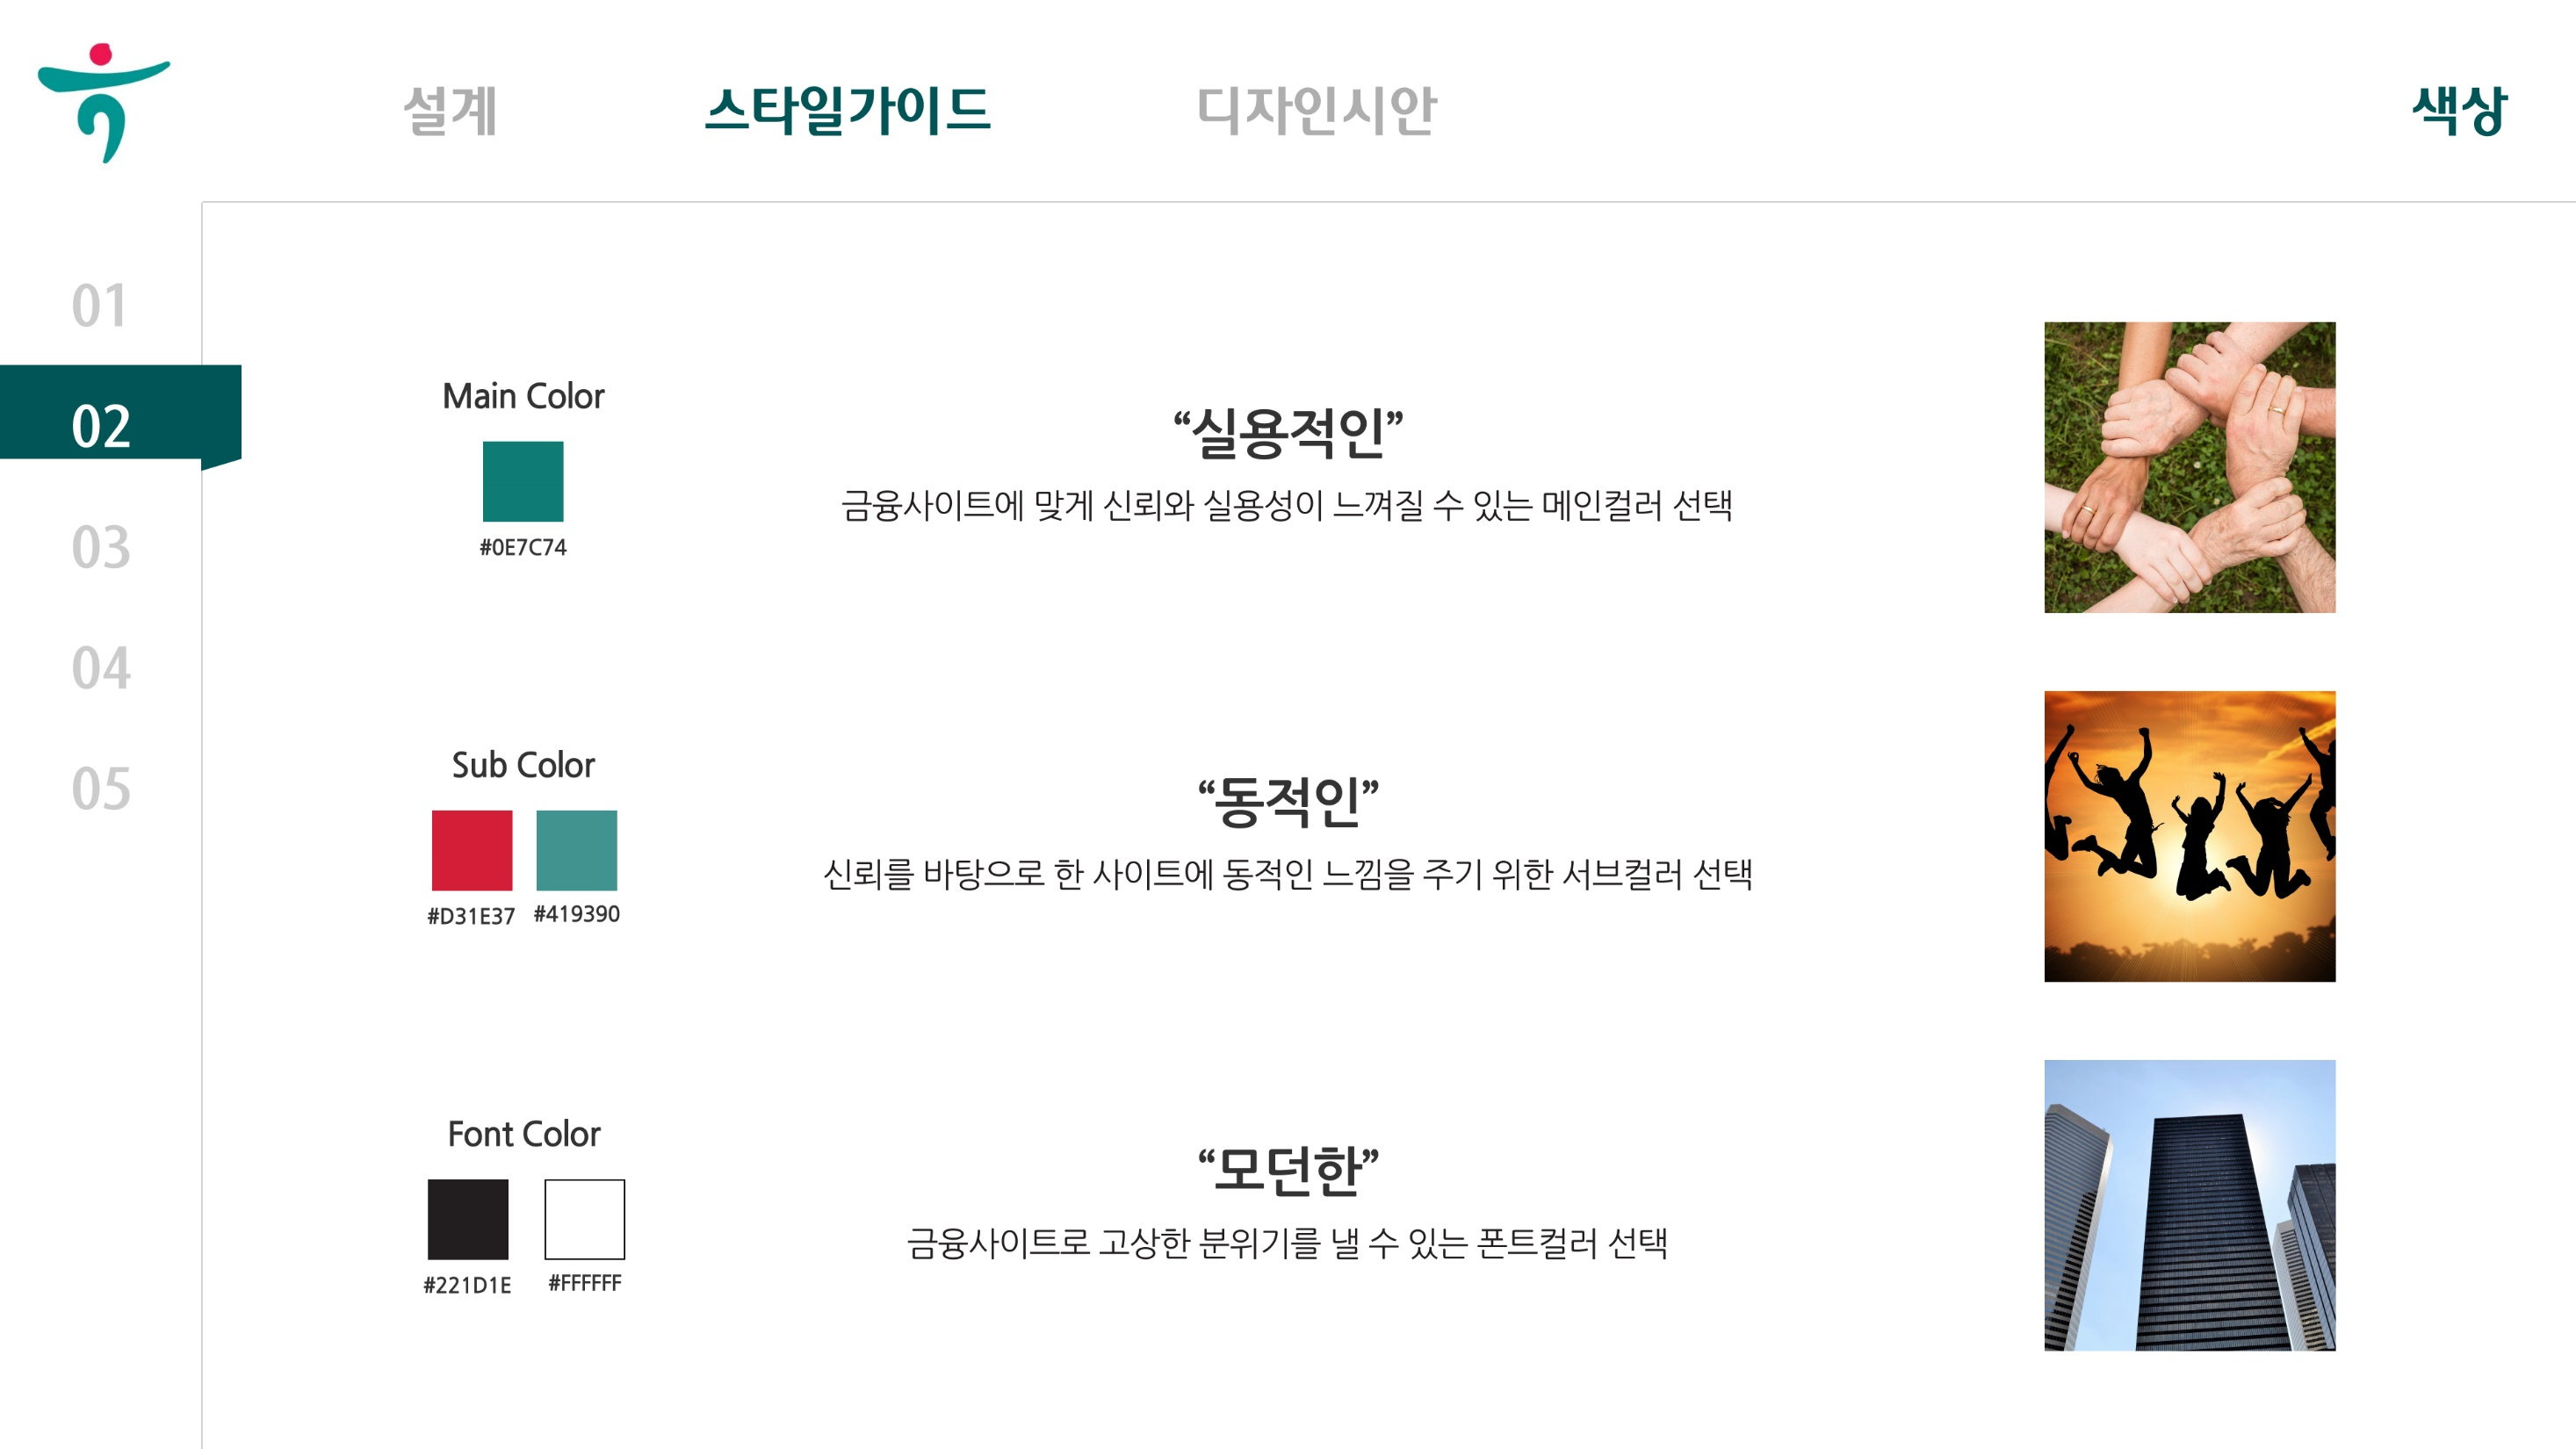 설계
스타일가이드
디자인시안
색상
01
02
03
04
05
Main Color
#0E7C74
“실용적인”
금융사이트에 맞게 신뢰와 실용성이 느껴질 수 있는 메인컬러 선택
Sub Color
#D31E37 #419390
“동적인”
신뢰를 바탕으로 한 사이트에 동적인 느낌을 주기 위한 서브컬러 선택
Font Color
#221D1E #FFFFFF
“모던한”
금융사이트로 고상한 분위기를 낼 수 있는 폰트컬러 선택